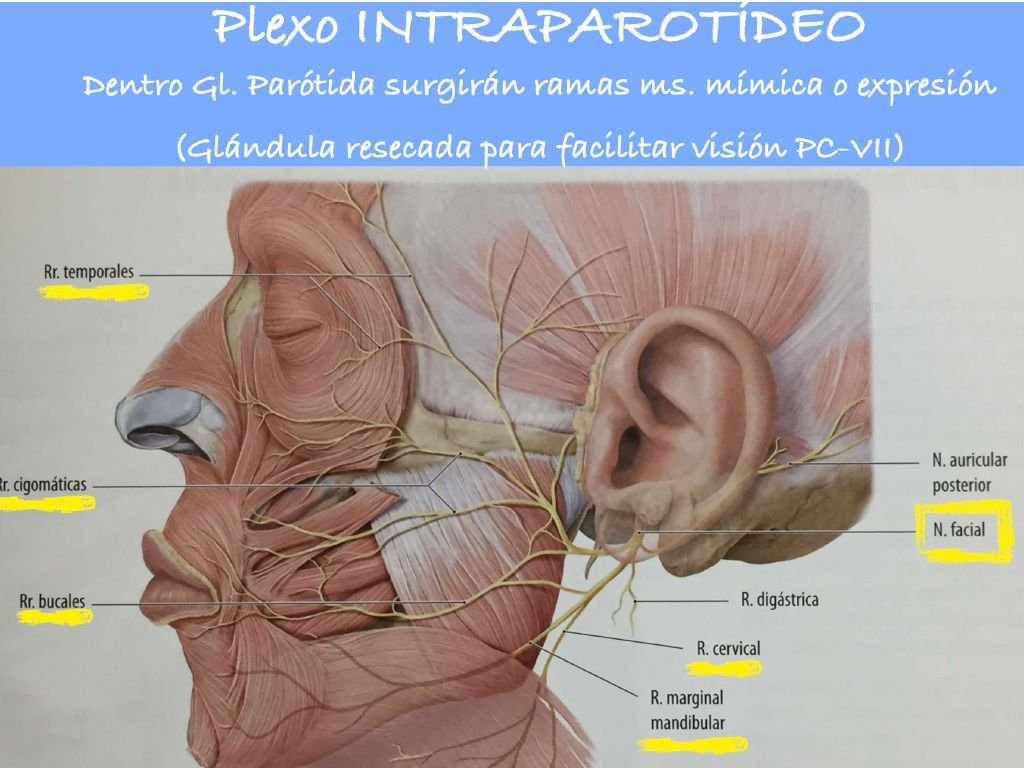 Plexo INTRAPAROTÍDEO
Dentro Gl. Parótida surgirán ramas ms. mímica o expresión
(Glándula resecada para facilitar visión PC-VII)
Rr. temporales
Rr. cigomáticas
Rr. bucales
N. auricular
posterior
N. facial
R. digástrica
R. cervical
R. marginal
mandibular